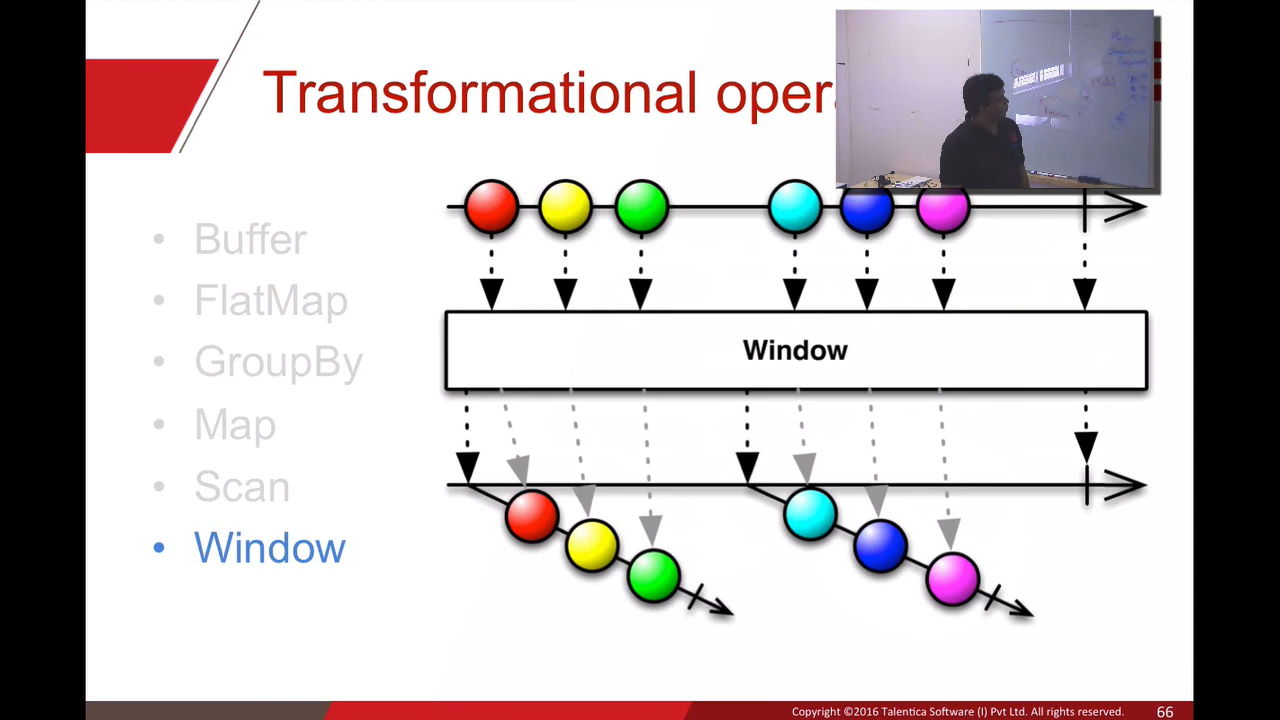 Transformational oper
• Buffer
• FlatMap
• GroupBy
• Map
• Scan
• Window
Window
Copyright ©2016 Talentica Software (I) Pvt Ltd. All rights reserved.
66